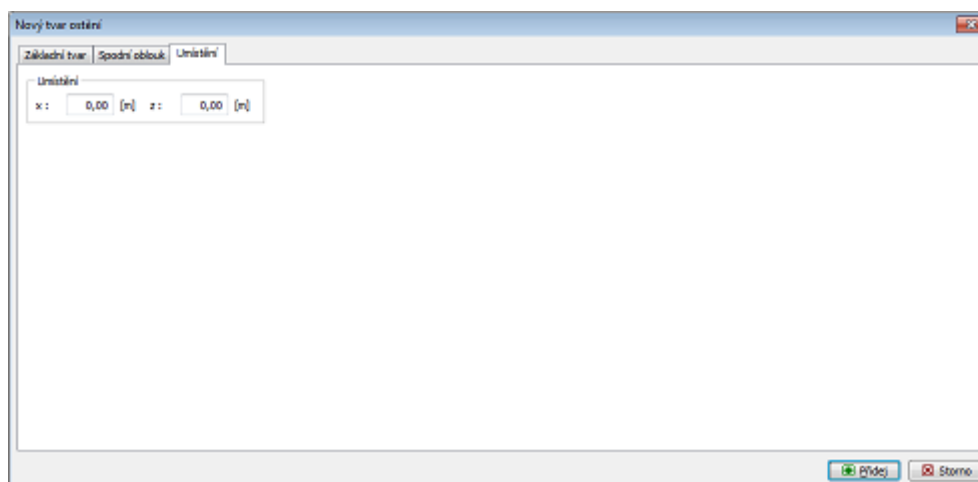 Nový tvar ostění
Základní tvar Spodní oblouk Umístění
Umístění
x : 0,00 [m] z : 0,00 [m]
Přidej Storno